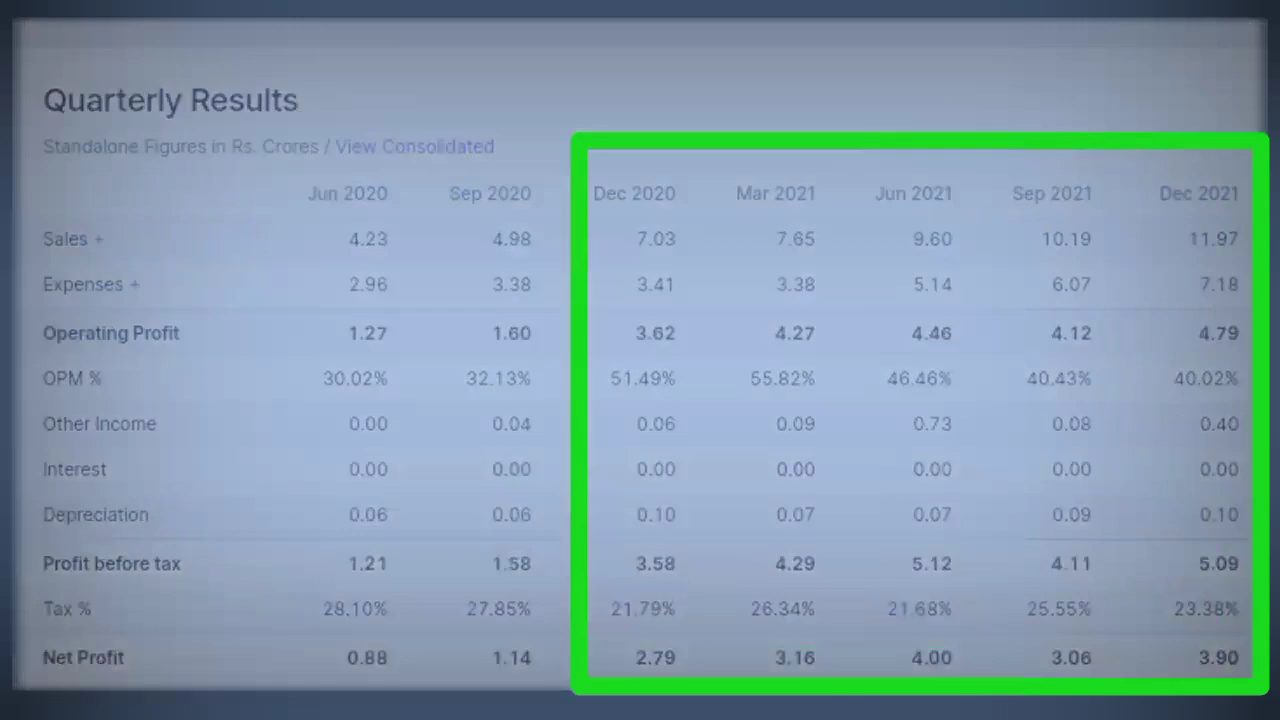 Quarterly Results
Standalone Figures in Rs. Crores / View Consolidated
Jun 2020 Sep 2020 Dec 2020 Mar 2021 Jun 2021 Sep 2021 Dec 2021
Sales + 4.23 4.98 7.03 7.65 9.60 10.19 11.97
Expenses + 2.96 3.38 3.41 3.38 5.14 6.07 7.18
Operating Profit 1.27 1.60 3.62 4.27 4.46 4.12 4.79
OPM % 30.02% 32.13% 51.49% 55.82% 46.46% 40.43% 40.02%
Other Income 0.00 0.04 0.06 0.09 0.73 0.08 0.40
Interest 0.00 0.00 0.00 0.00 0.00 0.00 0.00
Depreciation 0.06 0.06 0.10 0.07 0.07 0.09 0.10
Profit before tax 1.21 1.58 3.58 4.29 5.12 4.11 5.09
Tax % 28.10% 27.85% 21.79% 26.34% 21.68% 25.55% 23.38%
Net Profit 0.88 1.14 2.79 3.16 4.00 3.06 3.90